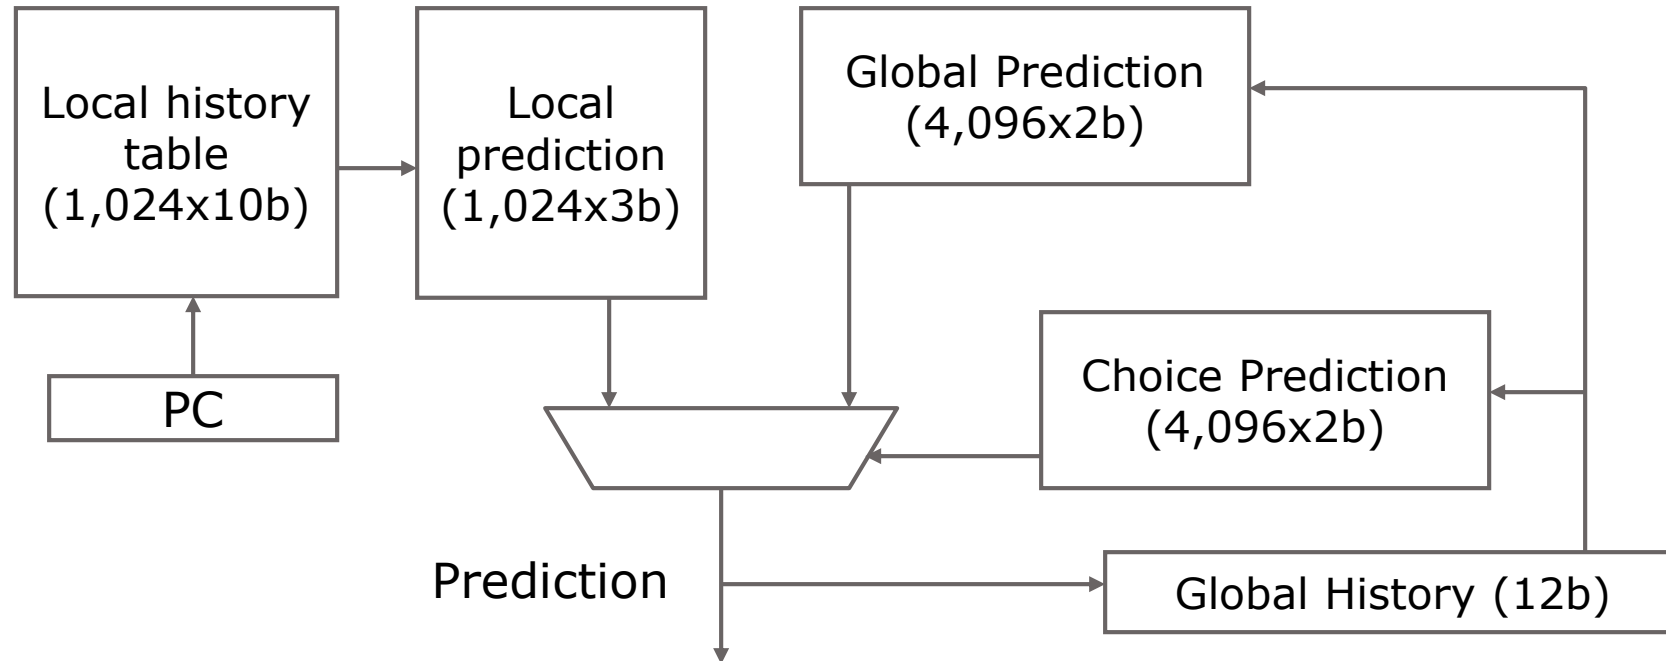 Local history
table
(1,024x10b)
Local
prediction
(1,024x3b)
Global Prediction
(4,096x2b)
PC
Choice Prediction
(4,096x2b)
Prediction
Global History (12b)